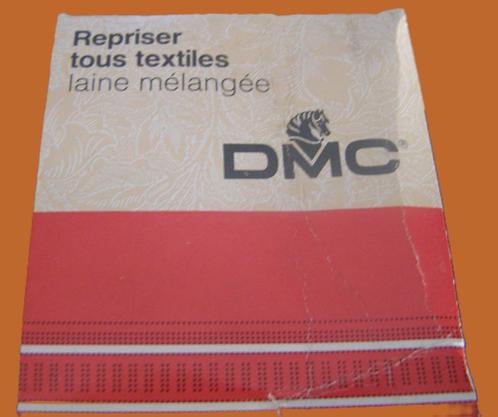 Repriser
tous textiles
laine mélangée
DMC®